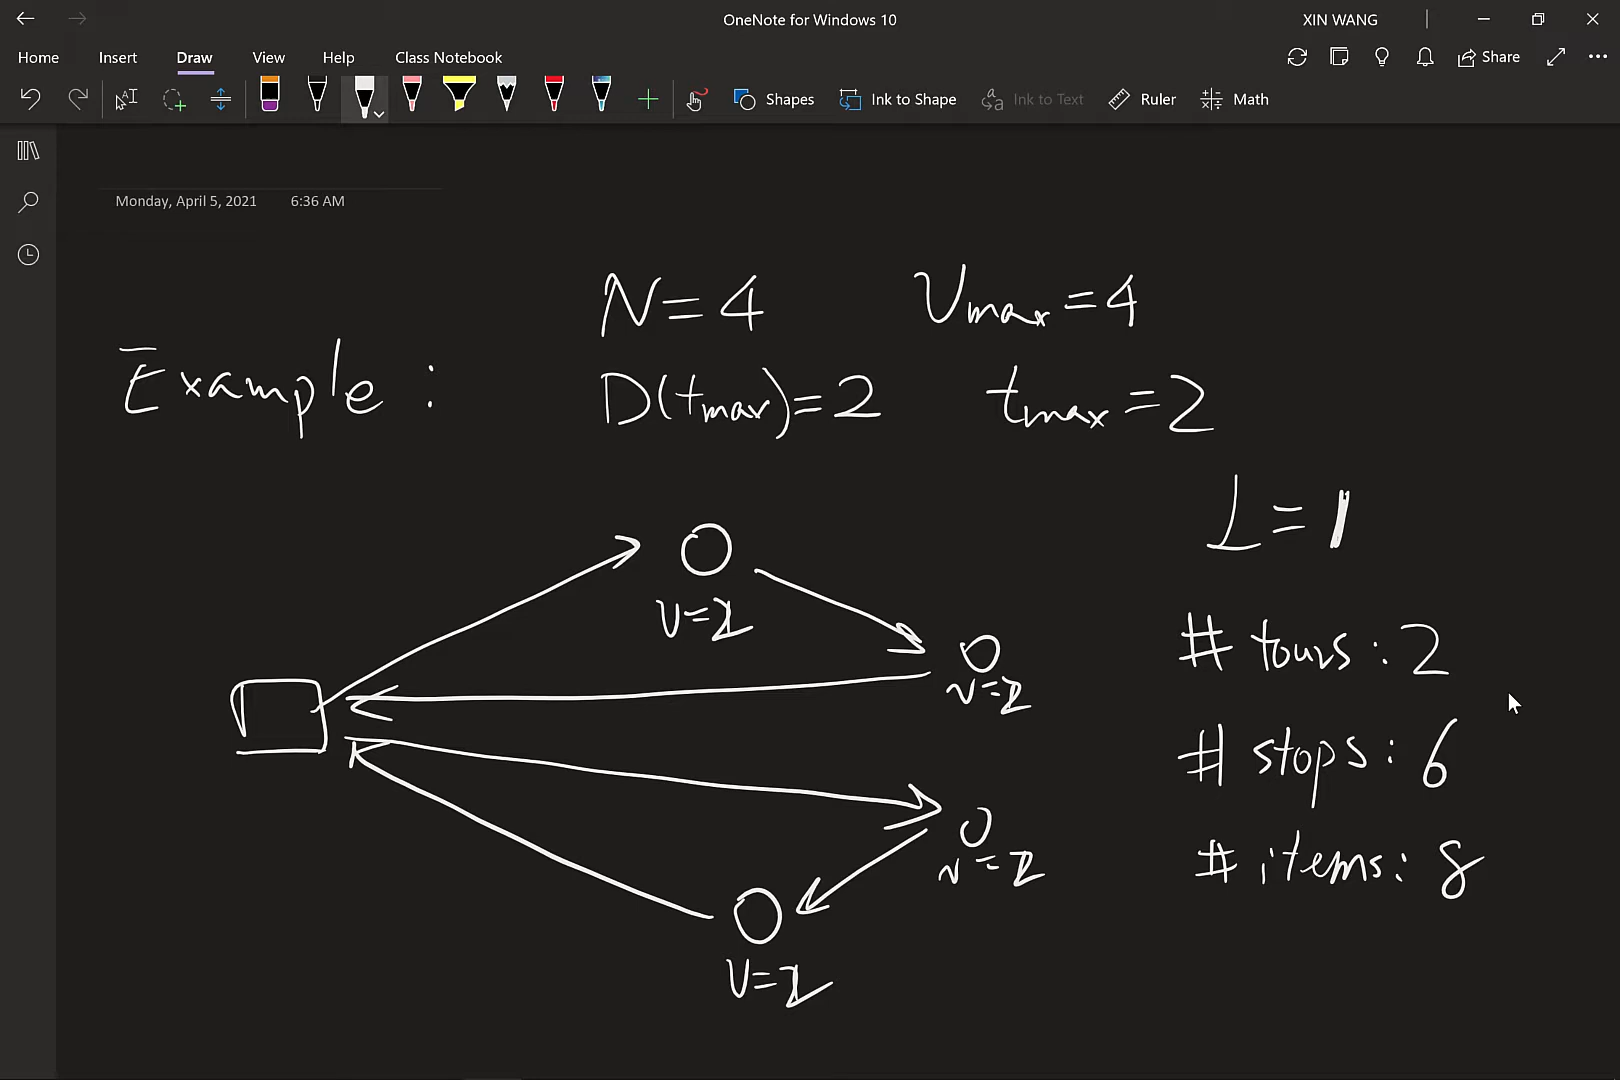 OneNote for Windows 10
XIN WANG
Home Insert Draw View Help Class Notebook
Share
Shapes Ink to Shape Ink to Text Ruler Math
Monday, April 5, 2021 6:36 AM
N=4 Vmax=4
Example: D(tmax)=2 tmax=2
L=1
v=2
# tours: 2
v=2
# stops: 6
v=2
# items: 8
v=2